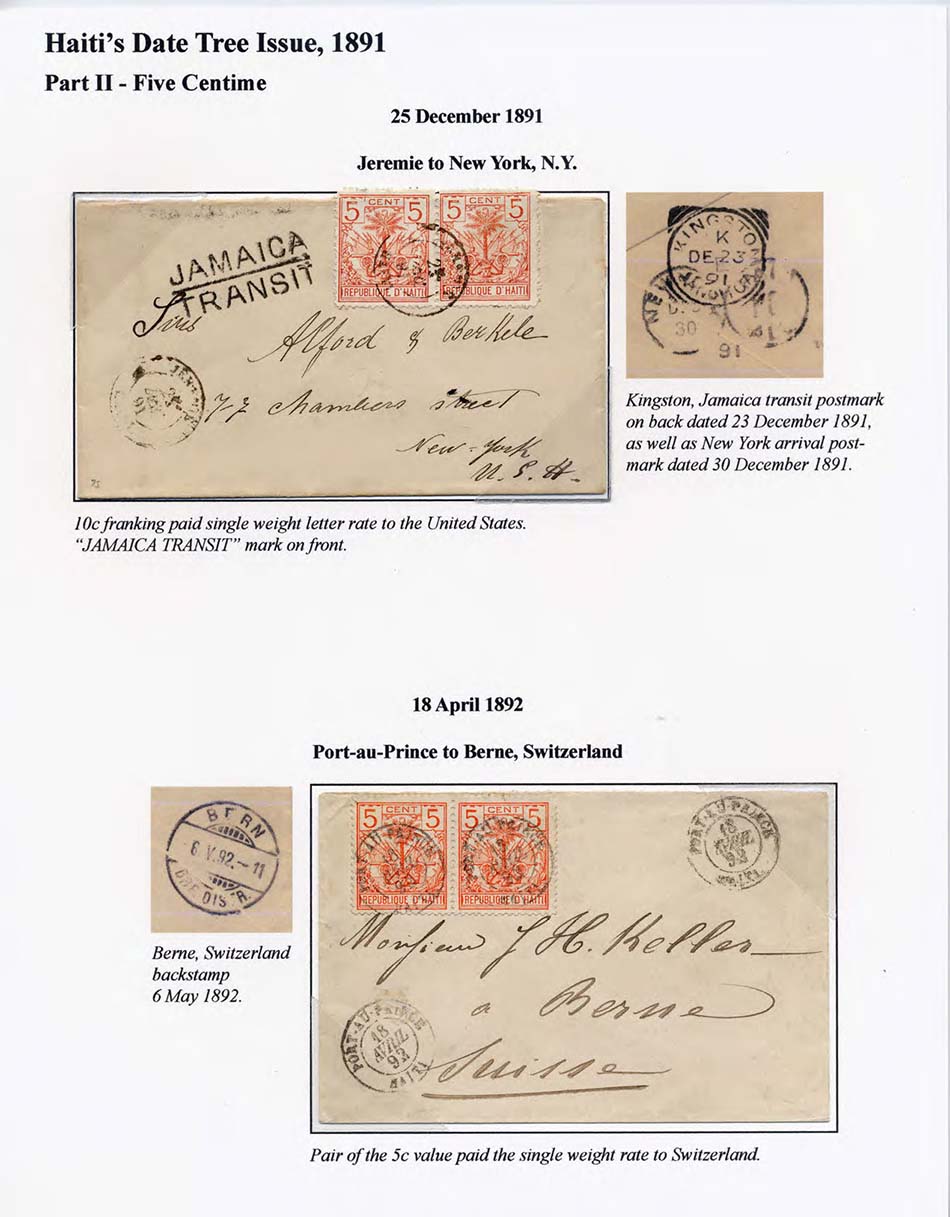 Haiti's Date Tree Issue, 1891
Part II - Five Centime
25 December 1891
Jeremie to New York, N.Y.
5 CENT 5
5 CENT 5
REPUBLIQUE D'HAITI
REPUBLIQUE D'HAITI
JAMAICA
TRANSIT
Alford & Berkele
77 Chambers street
New-York
U.S.A.
KINGSTON
K
DE 23
91
NE
30
91
Kingston, Jamaica transit postmark
on back dated 23 December 1891,
as well as New York arrival post-
mark dated 30 December 1891.
10c franking paid single weight letter rate to the United States.
"JAMAICA TRANSIT" mark on front.
18 April 1892
Port-au-Prince to Berne, Switzerland
BERN
6.V.92.-11
BRF.DISTR.
Berne, Switzerland
backstamp
6 May 1892.
5 CENT 5
5 CENT 5
REPUBLIQUE D'HAITI
REPUBLIQUE D'HAITI
PORT-AU-PRINCE
18
AVRIL
92
HAITI
Monsieur J H. Keller
a Berne
Suisse
PORT-AU-PRINCE
18
AVRIL
92
HAITI
Pair of the 5c value paid the single weight rate to Switzerland.